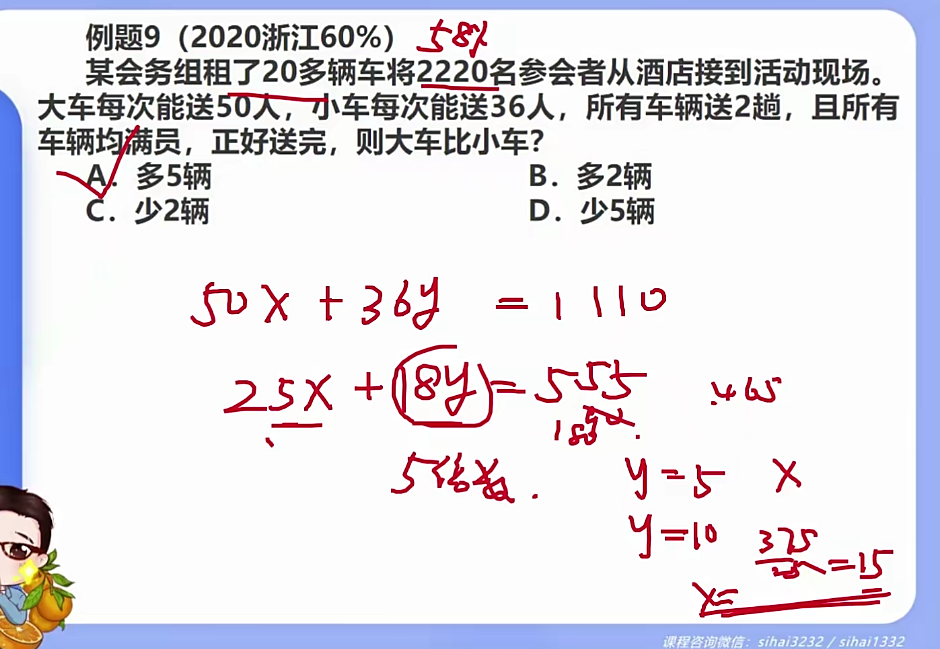 例题9（2020浙江60%） 58%
某会务组租了20多辆车将2220名参会者从酒店接到活动现场。
大车每次能送50人，小车每次能送36人，所有车辆送2趟，且所有
车辆均满员，正好送完，则大车比小车？
A．多5辆 B．多2辆
C．少2辆 D．少5辆
50x + 36y = 1110
25x + 18y = 555
465
5倍数.
y = 5 x
y = 10
375
= 15
x =
课程咨询微信：sihai3232 / sihai1332